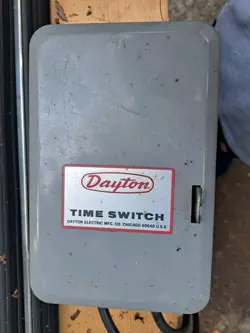 Dayton
TIME SWITCH
DAYTON ELECTRIC MFG. CO. CHICAGO 60648 U.S.A.